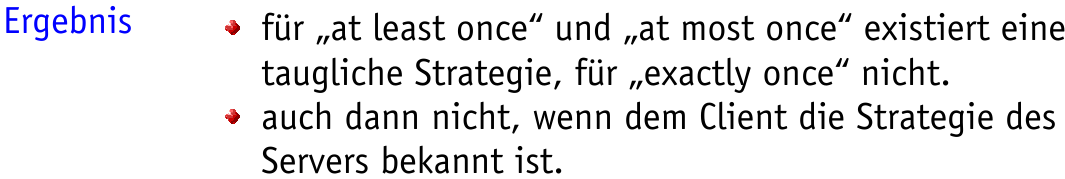 Ergebnis
für „at least once“ und „at most once“ existiert eine
taugliche Strategie, für „exactly once“ nicht.
auch dann nicht, wenn dem Client die Strategie des
Servers bekannt ist.